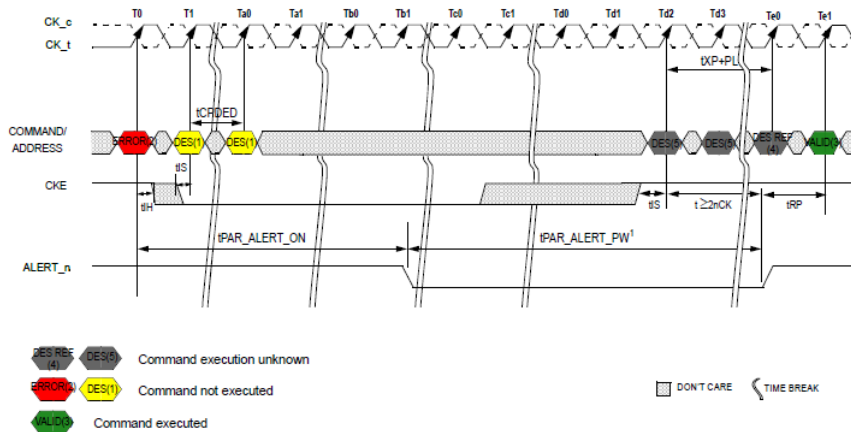 T0 T1 Ta0 Ta1 Tb0 Tb1 Tc0 Tc1 Td0 Td1 Td2 Td3 Te0 Te1
CK_c
CK_t
tXP+PL
tCPDED
COMMAND/
ADDRESS
ERROR(2) DES(1) DES(1) DES(5) DES(5) DES REF (4) VALID(3)
tIS
CKE
tIH
tIS t≥2nCK tRP
tPAR_ALERT_ON tPAR_ALERT_PW¹
ALERT_n
DES REF (4) DES(5) Command execution unknown
ERROR(2) DES(1) Command not executed
DON'T CARE TIME BREAK
VALID(3) Command executed